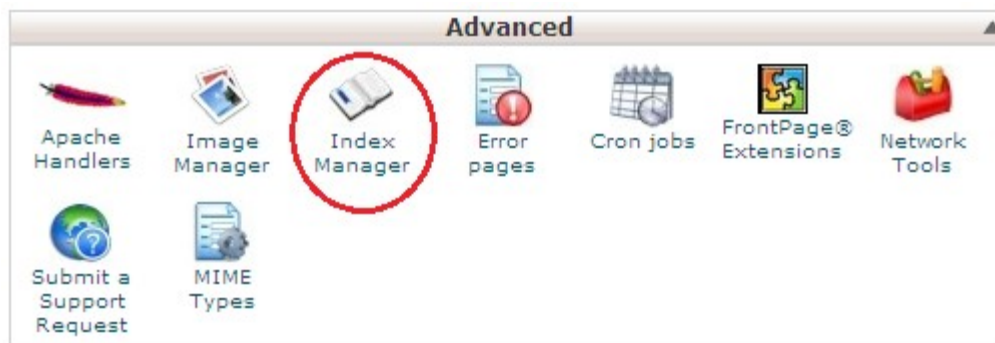 Advanced
Apache
Handlers
Image
Manager
Index
Manager
Error
pages
Cron jobs
FrontPage®
Extensions
Network
Tools
Submit a
Support
Request
MIME
Types